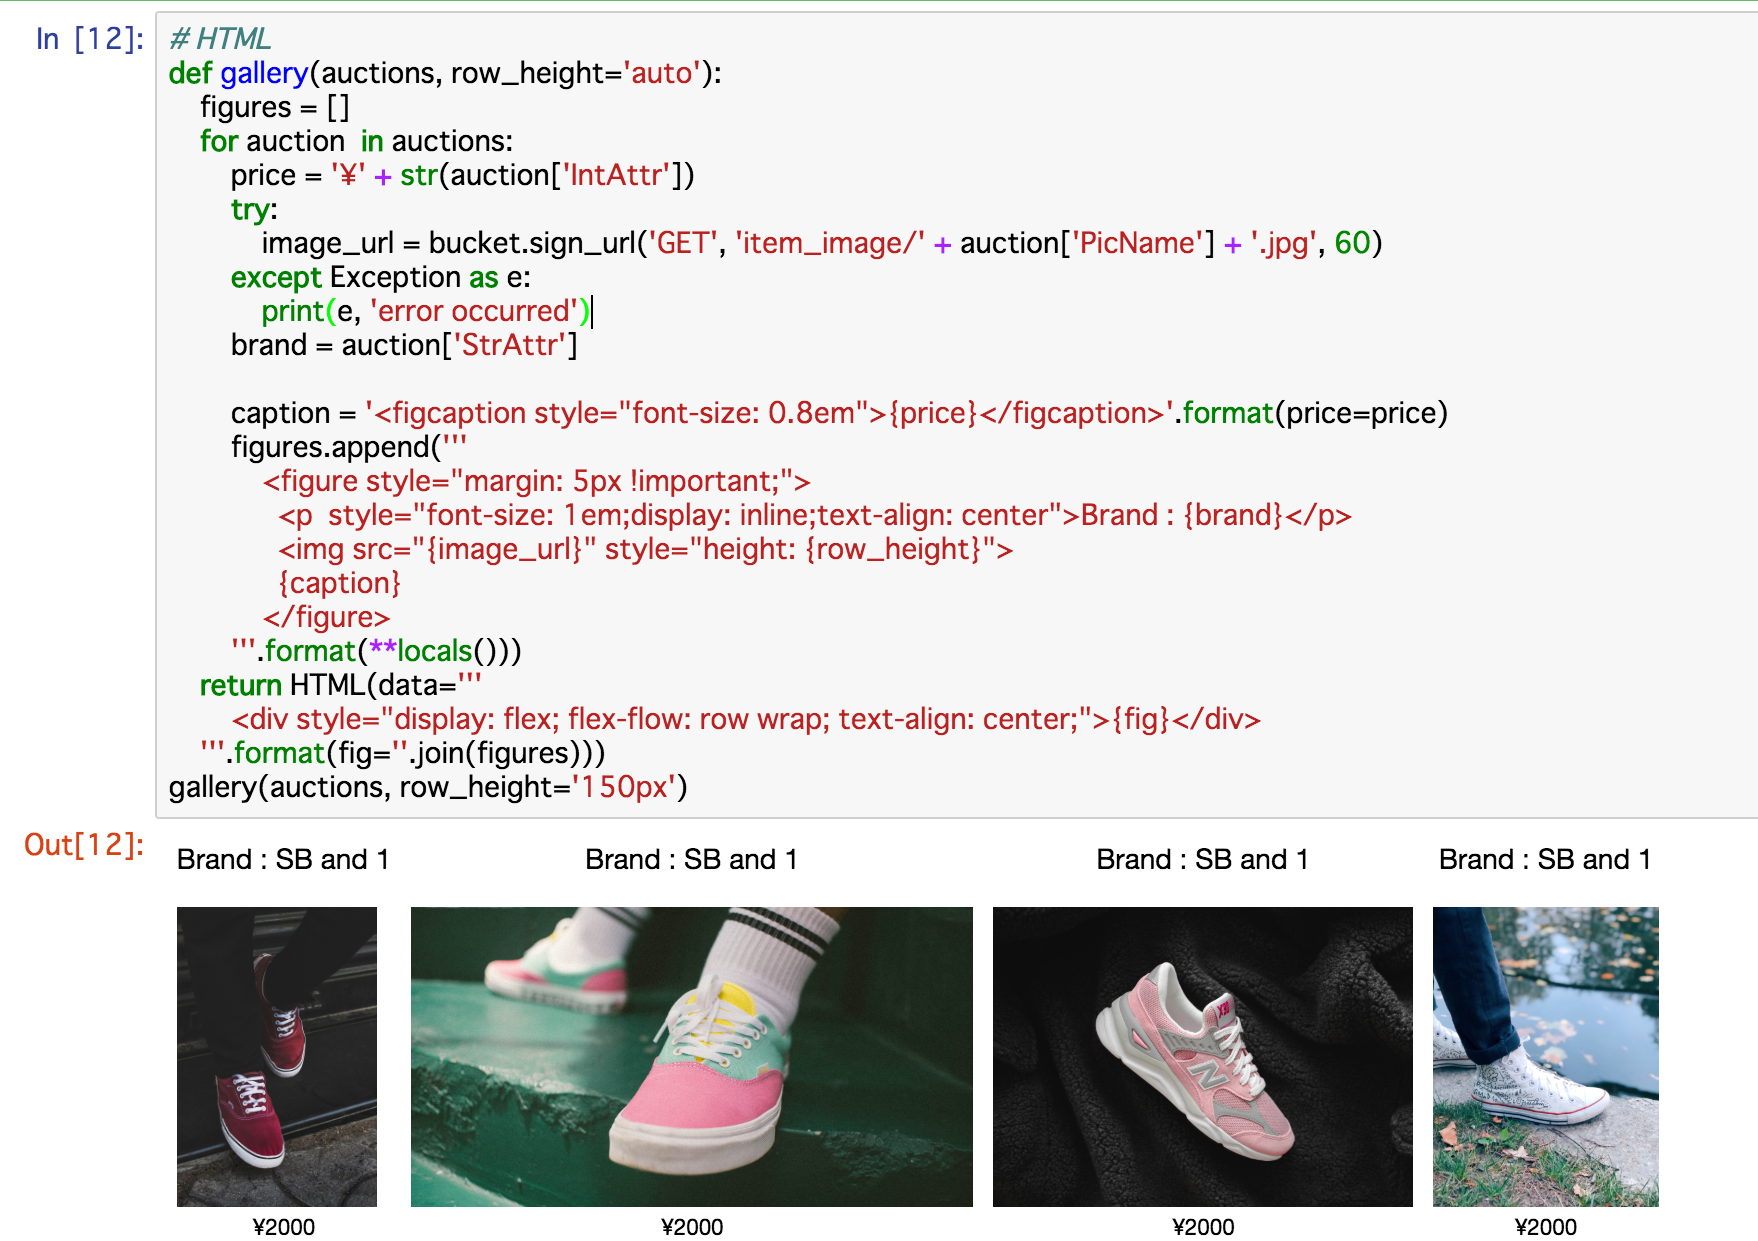 In [12]:
# HTML
def gallery(auctions, row_height='auto'):
    figures = []
    for auction  in auctions:
        price = '¥' + str(auction['IntAttr'])
        try:
            image_url = bucket.sign_url('GET', 'item_image/' + auction['PicName'] + '.jpg', 60)
        except Exception as e:
            print(e, 'error occurred')
        brand = auction['StrAttr']

        caption = '<figcaption style="font-size: 0.8em">{price}</figcaption>'.format(price=price)
        figures.append('''
            <figure style="margin: 5px !important;">
              <p  style="font-size: 1em;display: inline;text-align: center">Brand : {brand}</p>
              <img src="{image_url}" style="height: {row_height}">
              {caption}
            </figure>
        '''.format(**locals()))
    return HTML(data='''
        <div style="display: flex; flex-flow: row wrap; text-align: center;">{fig}</div>
    '''.format(fig=''.join(figures)))
gallery(auctions, row_height='150px')
Out[12]:
Brand : SB and 1 Brand : SB and 1 Brand : SB and 1 Brand : SB and 1
X90
N
¥2000 ¥2000 ¥2000 ¥2000